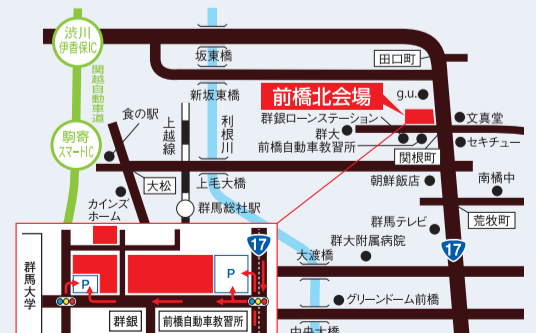 渋川
伊香保IC
関越自動車道
駒寄
スマートIC
坂東橋
田口町
新坂東橋
前橋北会場
g.u.
食の駅
上越線
利根川
群銀ローンステーション
群大
前橋自動車教習所
文真堂
セキチュー
関根町
大松
上毛大橋
朝鮮飯店
南橘中
カインズ
ホーム
群馬総社駅
荒牧町
群馬テレビ
17
群大附属病院
17
大渡橋
群馬大学
P
P
グリーンドーム前橋
群銀
前橋自動車教習所
中央大橋